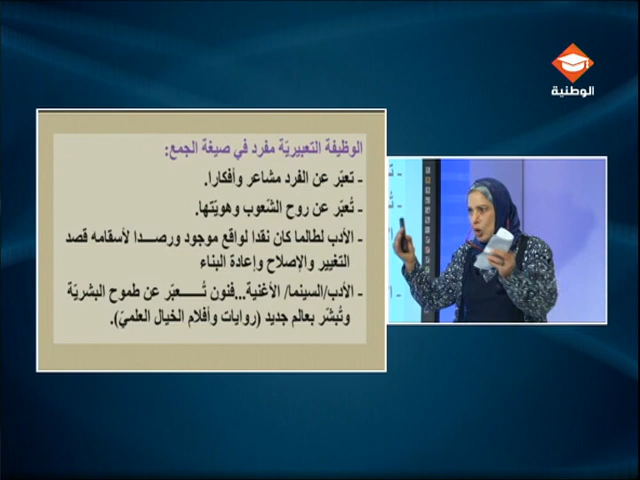 الوطنية
الوظيفة التعبيريّة مفرد في صيغة الجمع:
- تعبّر عن الفرد مشاعر وأفكارا.
- تُعبّر عن روح الشّعوب وهويّتها.
- الأدب لطالما كان نقدا لواقع موجود ورصـــدا لأسقامه قصد
التغيير والإصلاح وإعادة البناء
- الأدب/السينما/ الأغنية...فنون تُـــــعبّر عن طموح البشريّة
وتُبشّر بعالم جديد (روايات وأفلام الخيال العلميّ).